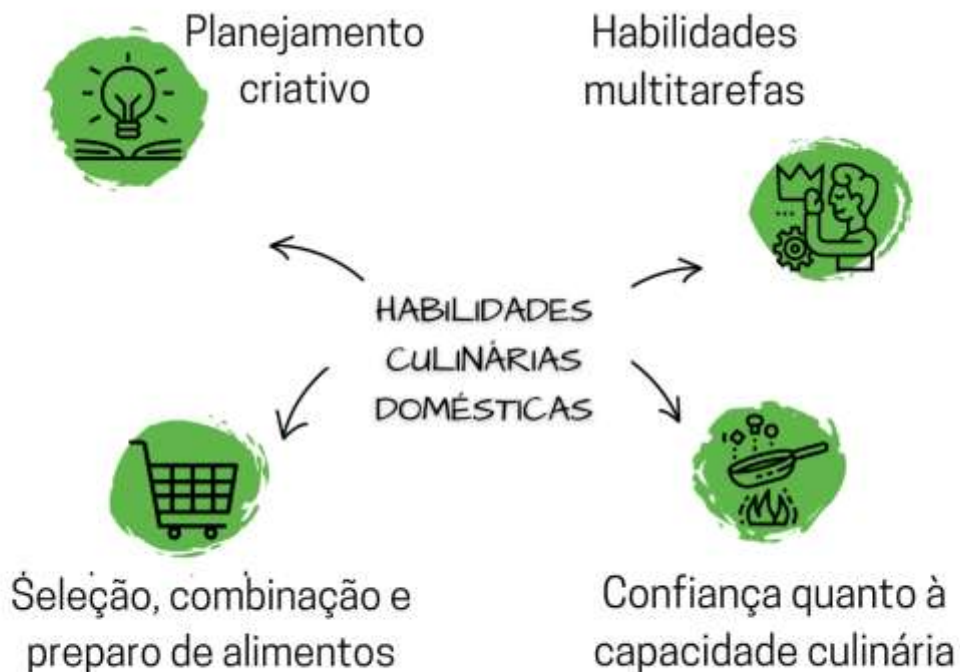 Planejamento
criativo
Habilidades
multitarefas
HABILIDADES
CULINÁRIAS
DOMÉSTICAS
Seleção, combinação e
preparo de alimentos
Confiança quanto à
capacidade culinária